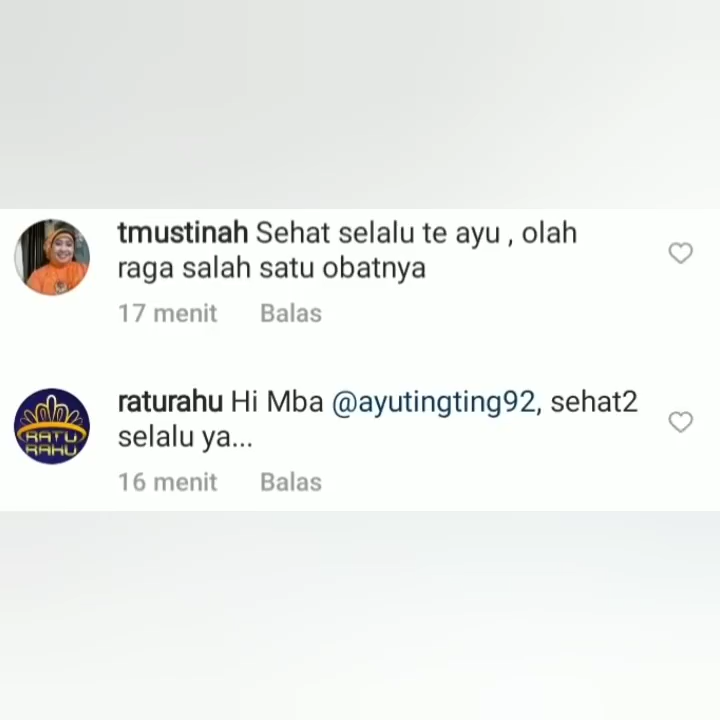 tmustinah Sehat selalu te ayu , olah
raga salah satu obatnya
17 menit Balas
raturahu Hi Mba @ayutingting92, sehat2
selalu ya...
16 menit Balas
RATU
RAHU